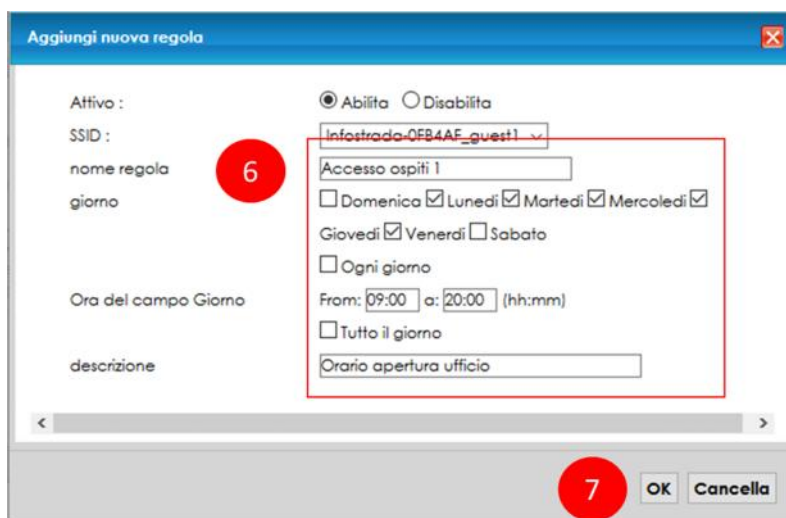 Aggiungi nuova regola
Attivo : Abilita Disabilita
SSID : Infostrada-0FB4AF_guest1
6
nome regola Accesso ospiti 1
giorno Domenica Lunedì Martedì Mercoledì
Giovedì Venerdì Sabato
Ogni giorno
Ora del campo Giorno From: 09:00 a: 20:00 (hh:mm)
Tutto il giorno
descrizione Orario apertura ufficio
7 OK Cancella